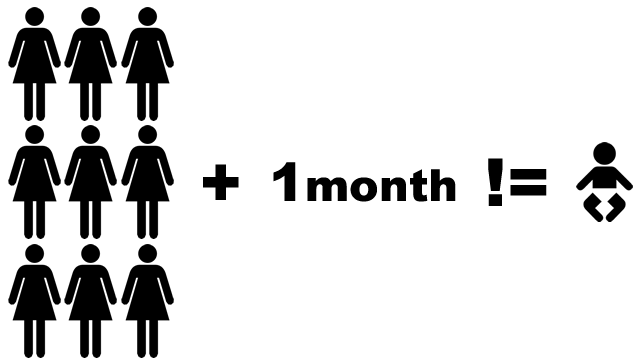 + 1month !=